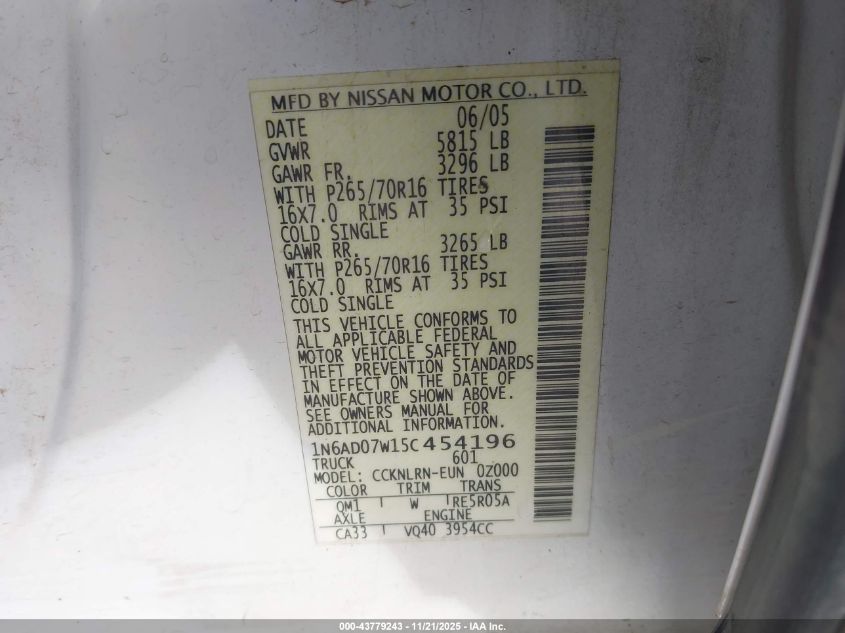 MFD BY NISSAN MOTOR CO., LTD.
DATE 06/05
GVWR 5815 LB
GAWR FR. 3296 LB
WITH P265/70R16 TIRES
16X7.0 RIMS AT 35 PSI
COLD SINGLE
GAWR RR. 3265 LB
WITH P265/70R16 TIRES
16X7.0 RIMS AT 35 PSI
COLD SINGLE
THIS VEHICLE CONFORMS TO
ALL APPLICABLE FEDERAL
MOTOR VEHICLE SAFETY AND
THEFT PREVENTION STANDARDS
IN EFFECT ON THE DATE OF
MANUFACTURE SHOWN ABOVE.
SEE OWNERS MANUAL FOR
ADDITIONAL INFORMATION.
1N6AD07W15C454196
TRUCK 601
MODEL: CCKNLRN-EUN 0Z000
COLOR TRIM TRANS
QM1 W RE5R05A
AXLE ENGINE
CA33 VQ40 3954CC
000-43779243 - 11/21/2025 - IAA Inc.